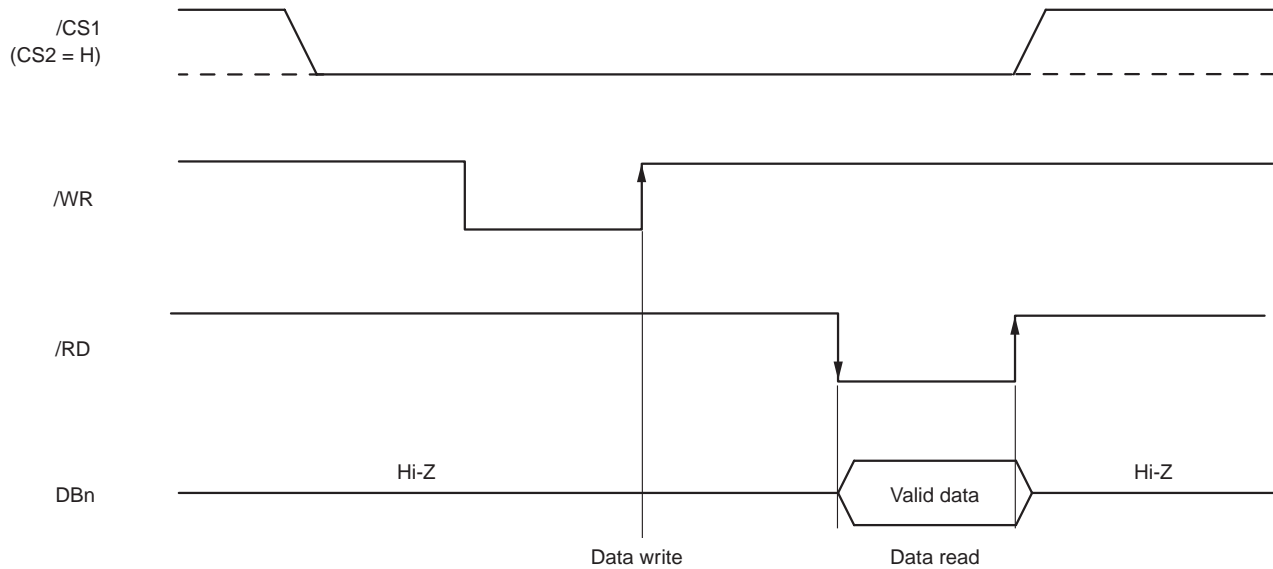 /CS1
(CS2 = H)
/WR
/RD
DBn
Hi-Z
Valid data
Hi-Z
Data write
Data read